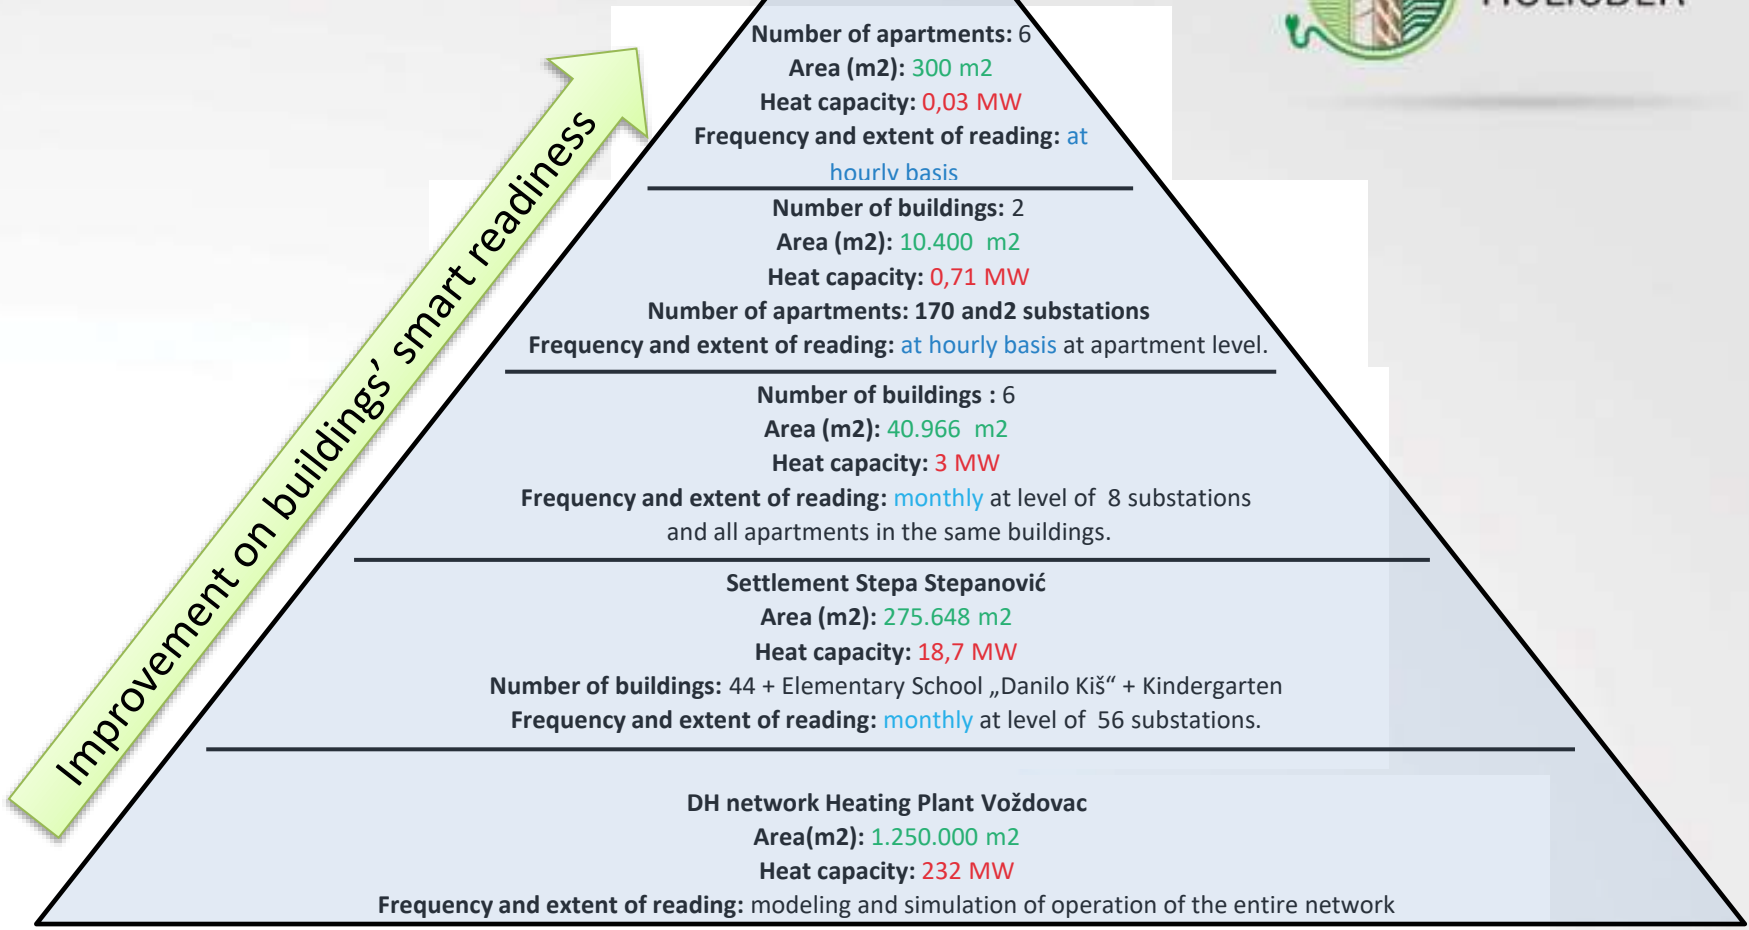 Number of apartments: 6
Area (m2): 300 m2
Heat capacity: 0,03 MW
Frequency and extent of reading: at
hourly basis
Number of buildings: 2
Area (m2): 10.400 m2
Heat capacity: 0,71 MW
Number of apartments: 170 and2 substations
Frequency and extent of reading: at hourly basis at apartment level.
Number of buildings : 6
Area (m2): 40.966 m2
Heat capacity: 3 MW
Frequency and extent of reading: monthly at level of 8 substations
and all apartments in the same buildings.
Settlement Stepa Stepanović
Area (m2): 275.648 m2
Heat capacity: 18,7 MW
Number of buildings: 44 + Elementary School „Danilo Kiš“ + Kindergarten
Frequency and extent of reading: monthly at level of 56 substations.
DH network Heating Plant Voždovac
Area(m2): 1.250.000 m2
Heat capacity: 232 MW
Frequency and extent of reading: modeling and simulation of operation of the entire network
Improvement on buildings’ smart readiness